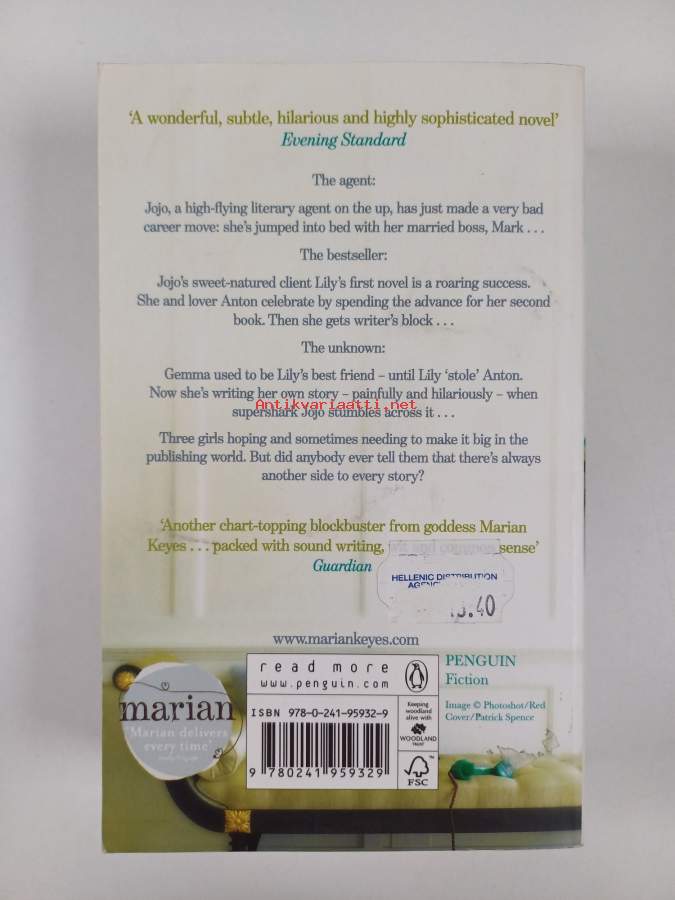 ‘A wonderful, subtle, hilarious and highly sophisticated novel’
Evening Standard
The agent:
Jojo, a high-flying literary agent on the up, has just made a very bad
career move: she’s jumped into bed with her married boss, Mark . . .
The bestseller:
Jojo’s sweet-natured client Lily’s first novel is a roaring success.
She and lover Anton celebrate by spending the advance for her second
book. Then she gets writer’s block . . .
The unknown:
Gemma used to be Lily’s best friend – until Lily ‘stole’ Anton.
Now she’s writing her own story – painfully and hilariously – when
Antikvariaatti.net
supershark Jojo stumbles across it . . .
Three girls hoping and sometimes needing to make it big in the
publishing world. But did anybody ever tell them that there’s always
another side to every story?
‘Another chart-topping blockbuster from goddess Marian
Keyes . . . packed with sound writing, wit and common sense’
Guardian
HELLENIC DISTRIBUTION
.40
www.mariankeyes.com
read more
www.penguin.com
PENGUIN
Fiction
Image © Photoshot/Red
Cover/Patrick Spence
ISBN 978-0-241-95932-9
9 780241 959329
Keeping
woodland
alive with
WOODLAND
TRUST
FSC™
marian
‘Marian delivers
every time’